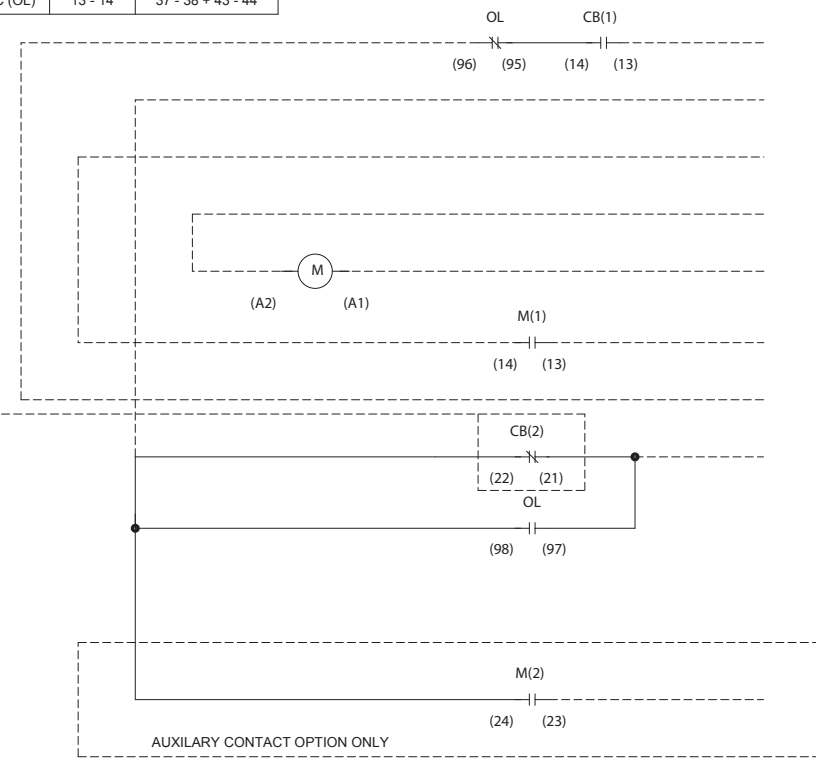 (OL) 13 - 14 37 - 38 + 43 - 44
OL CB(1)
(96) (95) (14) (13)
M
(A2) (A1)
M(1)
(14) (13)
CB(2)
(22) (21)
OL
(98) (97)
M(2)
(24) (23)
AUXILARY CONTACT OPTION ONLY